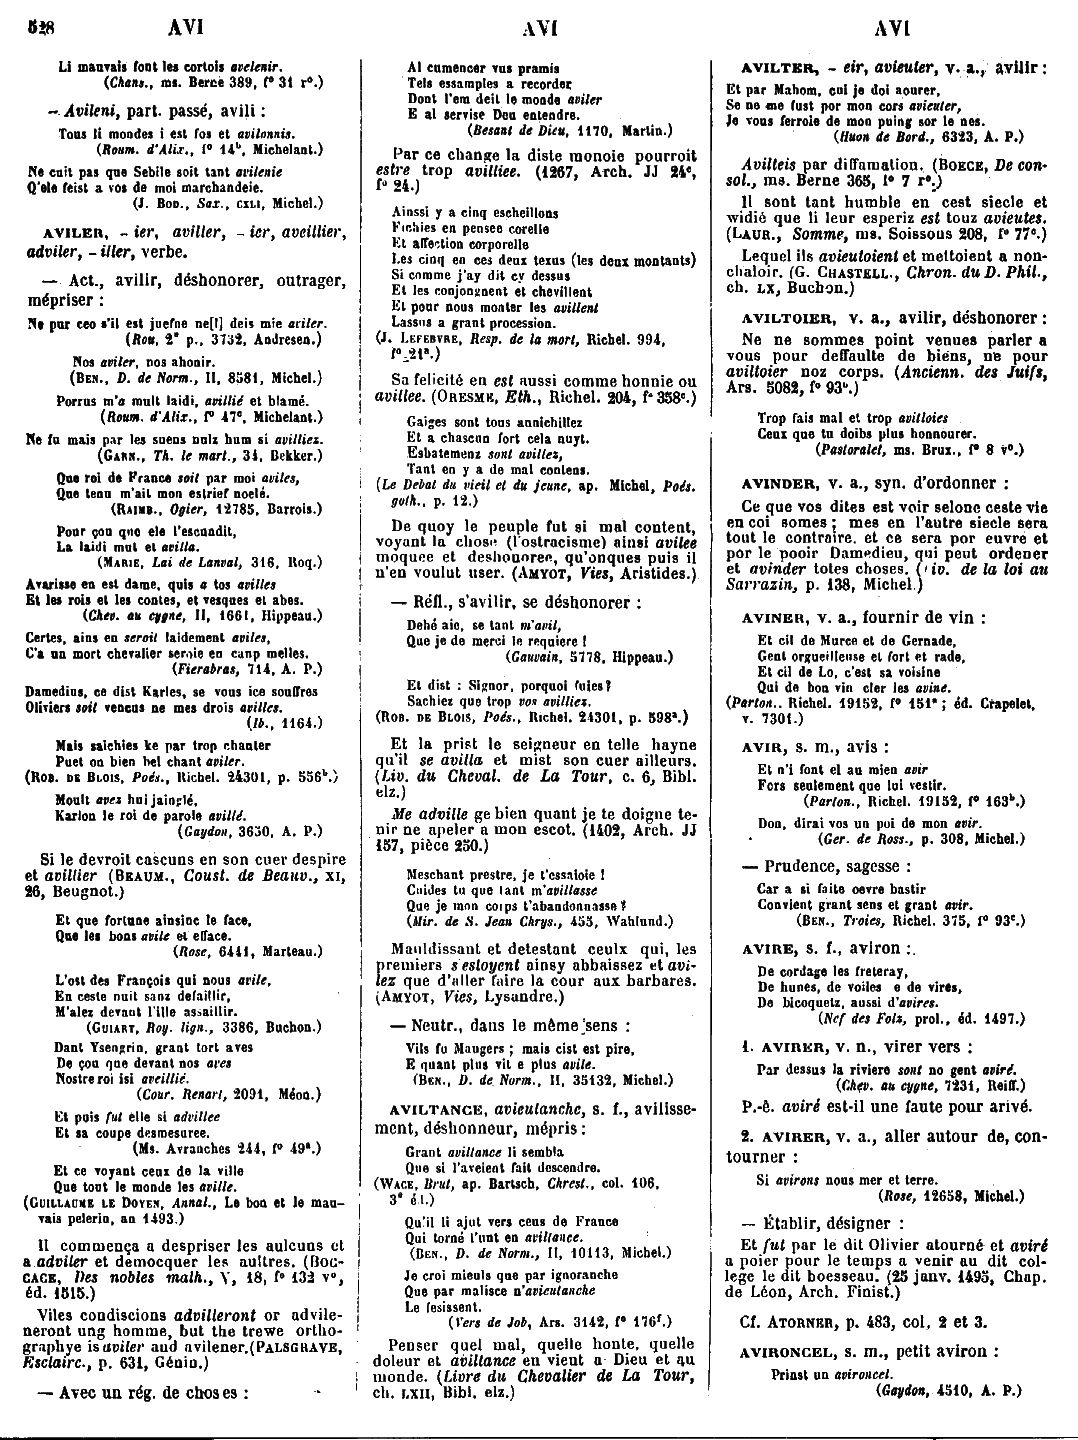 528 AVI AVI AVI
Li mauvais font les cortois avelenir.
(Chans., ms. Berne 389, f° 31 r°.)
— Avileni, part. passé, avili :
Tous li mondes i est fos et avilonnis.
(Roum. d'Alix., f° 14ᵇ, Michelant.)
Ne cuit pas que Sebile soit tant avilenie
Q'ele feist a vos de moi marchandeie.
(J. BOD., Sax., CXLI, Michel.)
AVILER, - ier, aviller, - ier, aveillier,
adviler, - iller, verbe.
— Act., avilir, déshonorer, outrager,
mépriser :
Ne pur ceo s'il est juefne ne[l] deis mie aviler.
(Rou, 2ᵉ p., 3732, Andresen.)
Nos aviler, nos ahonir.
(BEN., D. de Norm., II, 8581, Michel.)
Porrus m'a mult laidi, avillié et blamé.
(Roum. d'Alix., f° 47ᶜ, Michelant.)
Ne fu mais par les suens nulz hum si avilliez.
(GARN., Th. le mart., 34, Bekker.)
Que roi de France soit par moi aviles,
Que tenu m'ait mon estrief noelé.
(RAIMB., Ogier, 12785, Barrois.)
Pour çou que ele l'escundit,
La laidi mut et avilla.
(MARIE, Lai de Lanval, 316, Roq.)
Avarisse en est dame, quis a tos avilles
Et les rois et les contes, et vesques et abes.
(Chev. au cygne, II, 1661, Hippeau.)
Certes, ains en seroit laidement aviles,
C'a un mort chevalier seroie en camp melles.
(Fierabras, 714, A. P.)
Damedius, ce dist Karles, se vous ice souffres
Oliviers soit vencus ne mes drois avilles.
(Ib., 1164.)
Mais saichies ke par trop chanter
Puet on bien bel chant aviler.
(ROB. DE BLOIS, Poés., Richel. 24301, p. 556ᵇ.)
Moult avez hui jainglé,
Karlon le roi de parole avillé.
(Gaydon, 3650, A. P.)
Si le devroit cascuns en son cuer despire
et avillier (BEAUM., Coust. de Beauv., XI,
26, Beugnot.)
Et que fortune ainsinc le face,
Que les bons avile et efface.
(Rose, 6441, Marteau.)
L'ost des François qui nous avile,
En ceste nuit sanz defaillir,
M'alez devant l'ille assaillir.
(GUIART, Roy. lign., 3386, Buchon.)
Dant Ysengrin, grant tort aves
De çou que devant nos aves
Nostre roi isi aveillié.
(Cour. Renart, 2091, Méon.)
Et puis fut elle si advillee
Et sa coupe desmesuree.
(Ms. Avranches 244, f° 49ᵃ.)
Et ce voyant ceux de la ville
Que tout le monde les aville.
(GUILLAUME LE DOYEN, Annal., Le bon et le mau-
vais pelerin, an 1493.)
Il commença a despriser les aulcuns et
a adviler et democquer les aultres. (BOC-
CACE, Des nobles malh., V, 18, f° 132 v°,
éd. 1515.)
Viles condiscions advilleront or advile-
neront ung homme, but the trewe ortho-
graphye is aviler aud avilener. (PALSGRAVE,
Esclairc., p. 631, Génin.)
— Avec un rég. de choses :
Al cumencer vus pramis
Tels essamples a recorder
Dont l'em deit le monde aviler
E al servise Deu entendre.
(Besant de Dieu, 1170, Martin.)
Par ce change la diste monoie pourroit
estre trop avilliee. (1267, Arch. JJ 24ᶜ,
f° 24.)
Ainssi y a cinq escheillons
Fichies en pensee corelle
Et affection corporelle
Les cinq en ces deux texus (les deux montants)
Si comme j'ay dit cy dessus
Et les conjongnent et chevillent
Et pour nous monter les avillent
Lassus a grant procession.
(J. LEFEBVRE, Resp. de la mort, Richel. 994,
f° 21ᵃ.)
Sa felicité en est aussi comme honnie ou
avillee. (ORESME, Eth., Richel. 204, f° 358ᶜ.)
Gaiges sont tous annichillez
Et a chascun fort cela nuyt.
Esbatemenz sont avillez,
Tant en y a de mal contens.
(Le Debat du vieil et du jeune, ap. Michel, Poés.
goth., p. 12.)
De quoy le peuple fut si mal content,
voyant la chose (l'ostracisme) ainsi avilee
moquee et deshonoree, qu'onques puis il
n'en voulut user. (AMYOT, Vies, Aristides.)
— Réfl., s'avilir, se déshonorer :
Dehé aie, se tant m'avil,
Que je de merci le requiere !
(Gauvain, 5778, Hippeau.)
Et dist : Signor, porquoi fuies ?
Sachiez que trop vos avilliez.
(ROB. DE BLOIS, Poés., Richel. 24301, p. 598ᵃ.)
Et la prist le seigneur en telle hayne
qu'il se avilla et mist son cuer ailleurs.
(Liv. du Cheval. de La Tour, c. 6, Bibl.
elz.)
Me adville ge bien quant je te doigne te-
nir ne apeler a mon escot. (1402, Arch. JJ
157, pièce 250.)
Meschant prestre, je t'essaloie !
Cuides tu que tant m'avillasse
Que je mon corps t'abandonnasse ?
(Mir. de S. Jean Chrys., 455, Wahlund.)
Mauldissant et detestant ceulx qui, les
premiers s'estoyent ainsy abbaissez et avi-
lez que d'aller faire la cour aux barbares.
(AMYOT, Vies, Lysandre.)
— Neutr., dans le même sens :
Vils fu Maugers ; mais cist est pire,
E quant plus vit e plus avile.
(BEN., D. de Norm., II, 35132, Michel.)
AVILTANCE, avieutanche, s. f., avilisse-
ment, déshonneur, mépris :
Grant aviltance li sembla
Que si l'aveient fait descendre.
(WACE, Brut, ap. Bartsch, Chrest., col. 106,
3ᵉ éd.)
Qu'il li ajut vers ceus de France
Qui torné l'unt en aviltance.
(BEN., D. de Norm., II, 10113, Michel.)
Je croi mieuls que par ignoranche
Que par malisce n'avieutanche
Le fesissent.
(Vers de Job, Ars. 3142, f° 176ᶠ.)
Penser quel mal, quelle honte, quelle
doleur et aviltance en vient a Dieu et au
monde. (Livre du Chevalier de La Tour,
ch. LXII, Bibl. elz.)
AVILTER, - eir, avieuter, v. a., avilir :
Et par Mahom, cui je doi aourer,
Se ne me fust por mon cors avieuter,
Je vous ferroie de mon puing sor le nes.
(Huon de Bord., 6323, A. P.)
Avilteis par diffamation. (BOECE, De con-
sol., ms. Berne 365, f° 7 r°.)
Il sont tant humble en cest siecle et
widié que li leur esperiz est touz avieutes.
(LAUR., Somme, ms. Soissons 208, f° 77ᶜ.)
Lequel ils avieutoient et mettoient a non-
chaloir. (G. CHASTELL., Chron. du D. Phil.,
ch. LX, Buchon.)
AVILTOIER, v. a., avilir, déshonorer :
Ne ne sommes point venues parler a
vous pour deffaulte de biens, ne pour
aviltoier noz corps. (Ancienn. des Juifs,
Ars. 5082, f° 93ᵇ.)
Trop fais mal et trop avilloies
Ceux que tu doibs plus honnourer.
(Pastoralet, ms. Brux., f° 8 v°.)
AVINDER, v. a., syn. d'ordonner :
Ce que vos dites est voir selonc ceste vie
en coi somes ; mes en l'autre siecle sera
tout le contraire, et ce sera por euvre et
por le pooir Damedieu, qui peut ordener
et avinder totes choses. (Liv. de la loi au
Sarrazin, p. 138, Michel.)
AVINER, v. a., fournir de vin :
Et cil de Murce et de Gernade,
Gent orgueilleuse et fort et rade,
Et cil de Lo, c'est sa voisine
Qui de bon vin cler les avine.
(Parton., Richel. 19152, f° 151ᵃ ; éd. Crapelet,
v. 7301.)
AVIR, s. m., avis :
Et n'i font el au mien avir
Fors seulement que lui vestir.
(Parton., Richel. 19152, f° 163ᵇ.)
Don, dirai vos un poi de mon avir.
(Ger. de Ross., p. 308, Michel.)
— Prudence, sagesse :
Car a si faite oevre bastir
Convient grant sens et grant avir.
(BEN., Troies, Richel. 375, f° 93ᶜ.)
AVIRE, s. f., aviron :
De cordage les freteray,
De hunes, de voiles e de vires,
De bicoquetz, aussi d'avires.
(Nef des Folz, prol., éd. 1497.)
1. AVIRER, v. n., virer vers :
Par dessus la riviere sont no gent aviré.
(Chev. au cygne, 7231, Reiff.)
P.-ê. aviré est-il une faute pour arivé.
2. AVIRER, v. a., aller autour de, con-
tourner :
Si avirons nous mer et terre.
(Rose, 12658, Michel.)
— Établir, désigner :
Et fut par le dit Olivier atourné et aviré
a poier pour le temps a venir au dit col-
lege le dit boesseau. (25 janv. 1495, Chap.
de Léon, Arch. Finist.)
Cf. ATORNER, p. 483, col. 2 et 3.
AVIRONCEL, s. m., petit aviron :
Prinst un avironcel.
(Gaydon, 4510, A. P.)